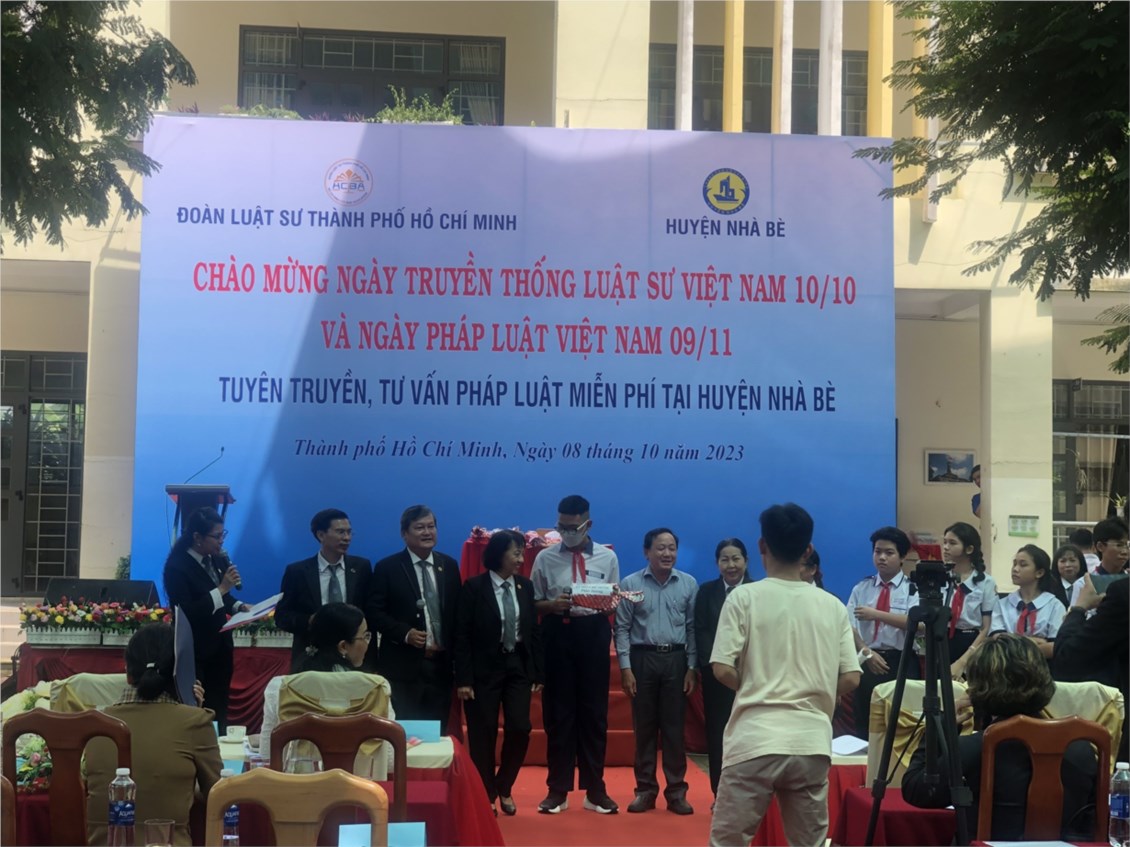 HCBA
ĐOÀN LUẬT SƯ THÀNH PHỐ HỒ CHÍ MINH
HUYỆN NHÀ BÈ
CHÀO MỪNG NGÀY TRUYỀN THỐNG LUẬT SƯ VIỆT NAM 10/10
VÀ NGÀY PHÁP LUẬT VIỆT NAM 09/11
TUYÊN TRUYỀN, TƯ VẤN PHÁP LUẬT MIỄN PHÍ TẠI HUYỆN NHÀ BÈ
Thành phố Hồ Chí Minh, Ngày 08 tháng 10 năm 2023